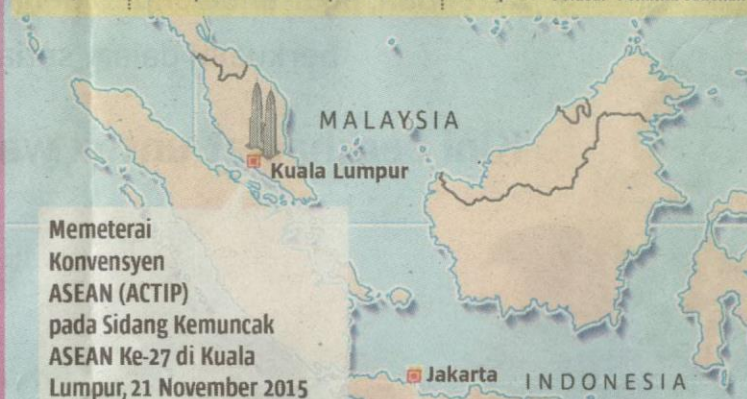 MALAYSIA
Kuala Lumpur
Memeterai
Konvensyen
ASEAN (ACTIP)
pada Sidang Kemuncak
ASEAN Ke-27 di Kuala
Lumpur, 21 November 2015
Jakarta
INDONESIA